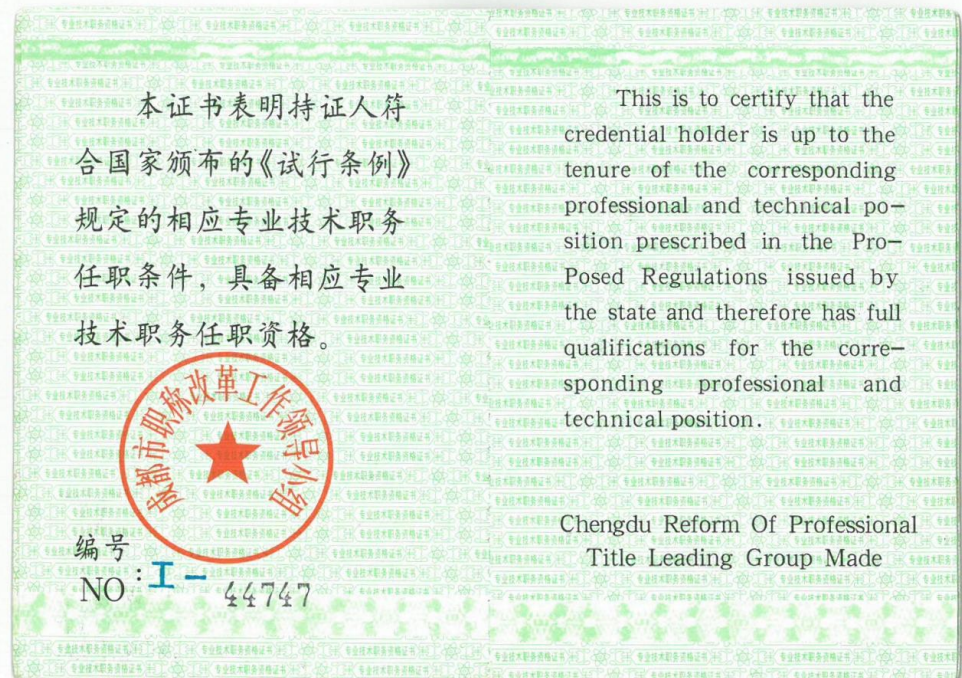 本证书表明持证人符
合国家颁布的《试行条例》
规定的相应专业技术职务
任职条件，具备相应专业
技术职务任职资格。
成都市职称改革工作领导小组
编号
NO:工-44747
This is to certify that the
credential holder is up to the
tenure of the corresponding
professional and technical po-
sition prescribed in the Pro-
Posed Regulations issued by
the state and therefore has full
qualifications for the corre-
sponding professional and
technical position.
Chengdu Reform Of Professional
Title Leading Group Made